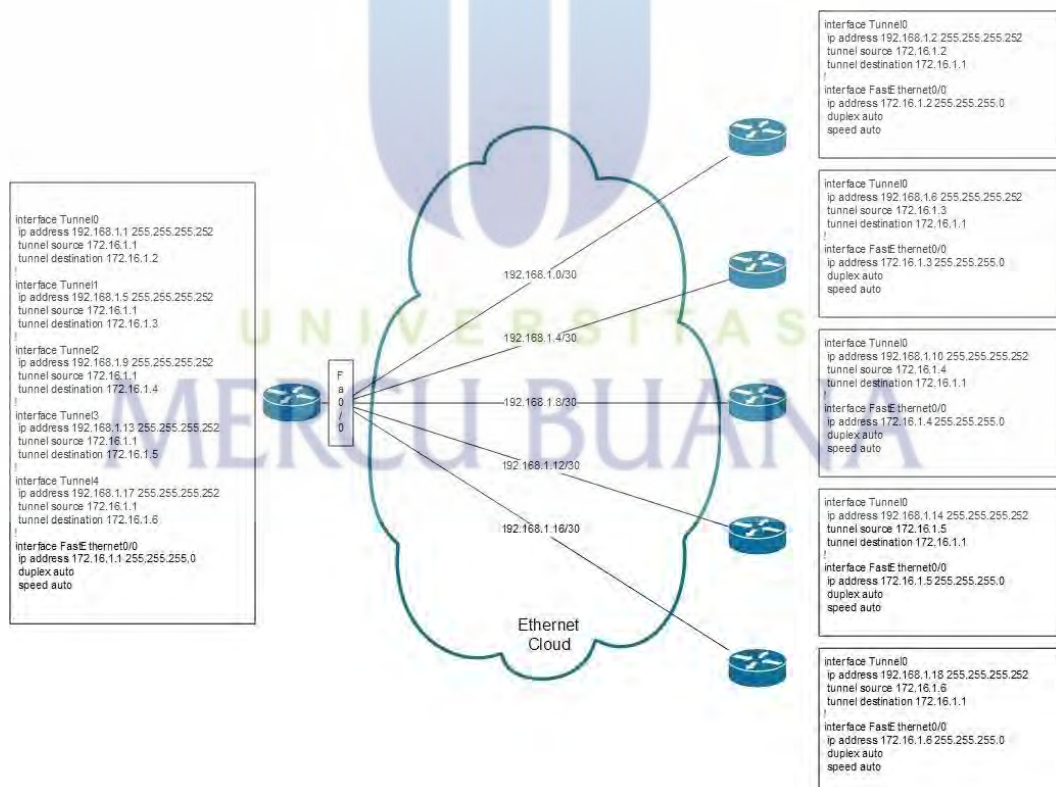 interface Tunnel0
ip address 192.168.1.1 255.255.255.252
tunnel source 172.16.1.1
tunnel destination 172.16.1.2
!
interface Tunnel1
ip address 192.168.1.5 255.255.255.252
tunnel source 172.16.1.1
tunnel destination 172.16.1.3
!
interface Tunnel2
ip address 192.168.1.9 255.255.255.252
tunnel source 172.16.1.1
tunnel destination 172.16.1.4
!
interface Tunnel3
ip address 192.168.1.13 255.255.255.252
tunnel source 172.16.1.1
tunnel destination 172.16.1.5
!
interface Tunnel4
ip address 192.168.1.17 255.255.255.252
tunnel source 172.16.1.1
tunnel destination 172.16.1.6
!
interface FastEthernet0/0
ip address 172.16.1.1 255.255.255.0
duplex auto
speed auto
Fa0/0
192.168.1.0/30
192.168.1.4/30
192.168.1.8/30
192.168.1.12/30
192.168.1.16/30
Ethernet
Cloud
UNIVERSITAS
MERCU BUANA
interface Tunnel0
ip address 192.168.1.2 255.255.255.252
tunnel source 172.16.1.2
tunnel destination 172.16.1.1
!
interface FastEthernet0/0
ip address 172.16.1.2 255.255.255.0
duplex auto
speed auto
interface Tunnel0
ip address 192.168.1.6 255.255.255.252
tunnel source 172.16.1.3
tunnel destination 172.16.1.1
!
interface FastEthernet0/0
ip address 172.16.1.3 255.255.255.0
duplex auto
speed auto
interface Tunnel0
ip address 192.168.1.10 255.255.255.252
tunnel source 172.16.1.4
tunnel destination 172.16.1.1
!
interface FastEthernet0/0
ip address 172.16.1.4 255.255.255.0
duplex auto
speed auto
interface Tunnel0
ip address 192.168.1.14 255.255.255.252
tunnel source 172.16.1.5
tunnel destination 172.16.1.1
!
interface FastEthernet0/0
ip address 172.16.1.5 255.255.255.0
duplex auto
speed auto
interface Tunnel0
ip address 192.168.1.18 255.255.255.252
tunnel source 172.16.1.6
tunnel destination 172.16.1.1
!
interface FastEthernet0/0
ip address 172.16.1.6 255.255.255.0
duplex auto
speed auto